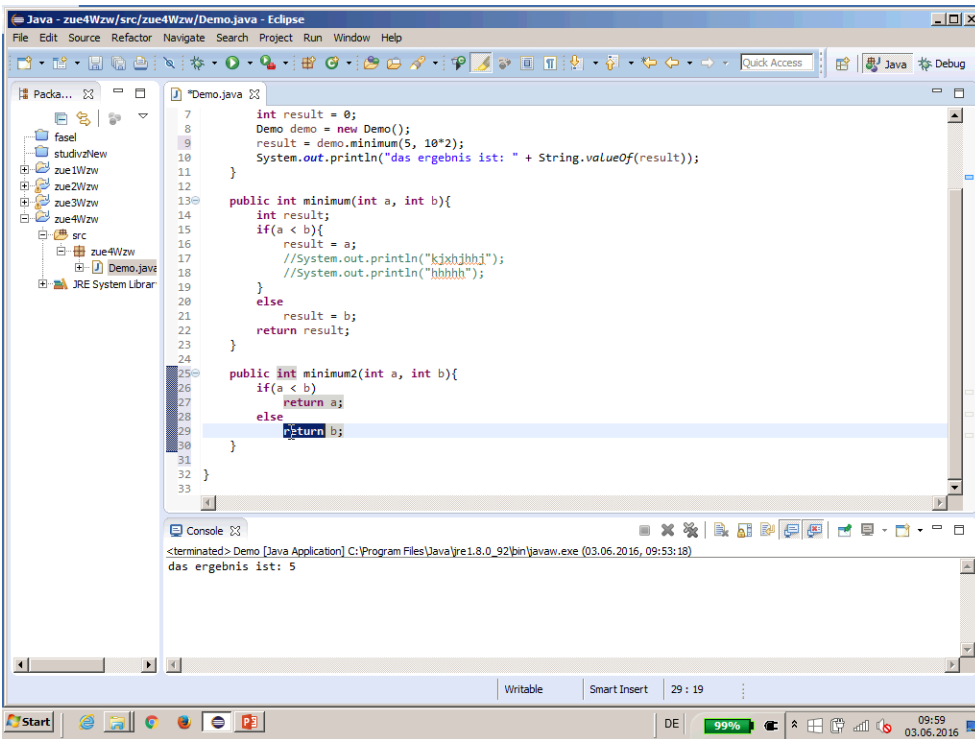 Java - zue4Wzw/src/zue4Wzw/Demo.java - Eclipse
File Edit Source Refactor Navigate Search Project Run Window Help
Quick Access
Java
Debug
Packa...
fasel
studivzNew
zue1Wzw
zue2Wzw
zue3Wzw
zue4Wzw
src
zue4Wzw
Demo.java
JRE System Librar
*Demo.java
7 int result = 0;
8 Demo demo = new Demo();
9 result = demo.minimum(5, 10*2);
10 System.out.println("das ergebnis ist: " + String.valueOf(result));
11 }
12
13 public int minimum(int a, int b){
14 int result;
15 if(a < b){
16 result = a;
17 //System.out.println("kjxhjhhj");
18 //System.out.println("hhhhh");
19 }
20 else
21 result = b;
22 return result;
23 }
24
25 public int minimum2(int a, int b){
26 if(a < b)
27 return a;
28 else
29 return b;
30 }
31
32 }
33
Console
<terminated> Demo [Java Application] C:\Program Files\Java\jre1.8.0_92\bin\javaw.exe (03.06.2016, 09:53:18)
das ergebnis ist: 5
Writable
Smart Insert
29 : 19
Start
DE
99%
09:59
03.06.2016